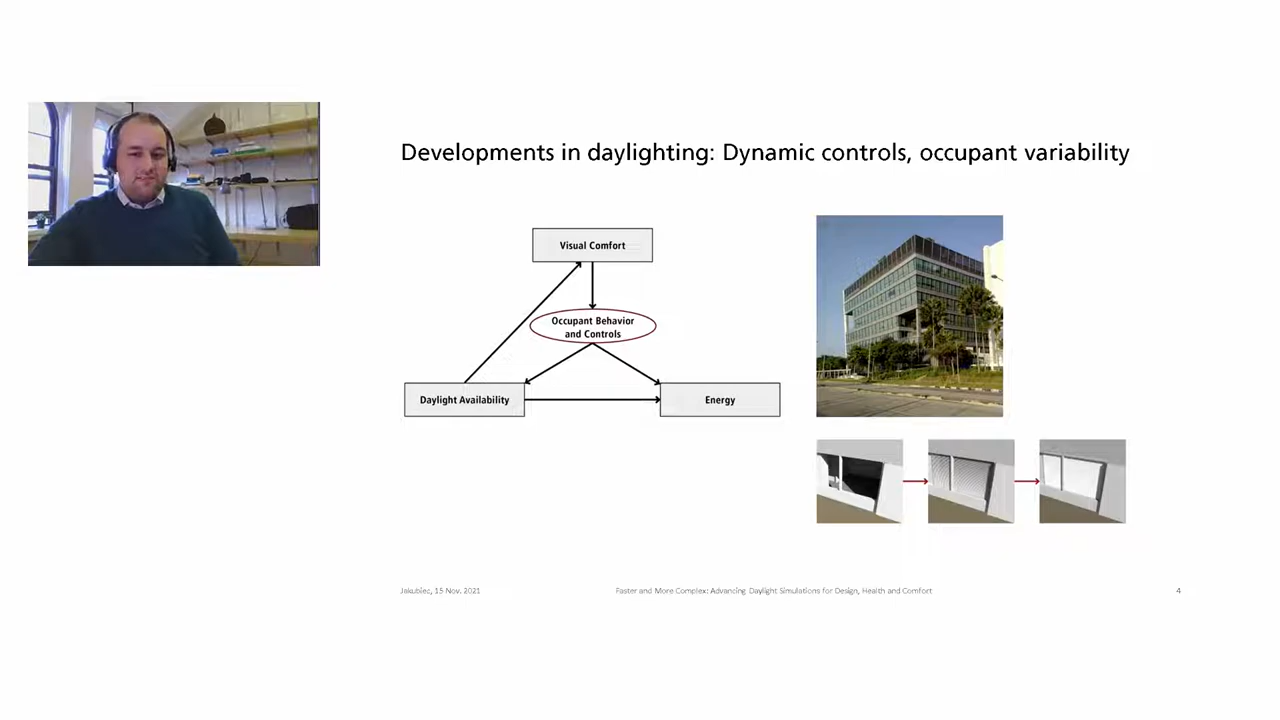 Developments in daylighting: Dynamic controls, occupant variability
Visual Comfort
Occupant Behavior
and Controls
Daylight Availability
Energy
Jakubiec, 15 Nov. 2021
Faster and More Complex: Advancing Daylight Simulations for Design, Health and Comfort
4